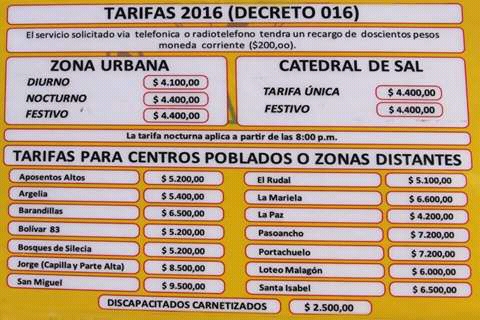 TARIFAS 2016 (DECRETO 016)
El servicio solicitado via telefonica o radiotelefono tendra un recargo de doscientos pesos
moneda corriente ($200,oo).
ZONA URBANA
DIURNO $ 4.100,00
NOCTURNO $ 4.400,00
FESTIVO $ 4.400,00
CATEDRAL DE SAL
TARIFA ÚNICA $ 4.400,00
FESTIVO $ 4.400,00
La tarifa nocturna aplica a partir de las 8:00 p.m.
TARIFAS PARA CENTROS POBLADOS O ZONAS DISTANTES
Aposentos Altos $ 5.200,00
Argelia $ 5.400,00
Barandillas $ 6.500,00
Bolívar 83 $ 5.200,00
Bosques de Silecia $ 5.200,00
Jorge (Capilla y Parte Alta) $ 8.500,00
San Miguel $ 9.500,00
El Rudal $ 5.100,00
La Mariela $ 6.600,00
La Paz $ 4.200,00
Pasoancho $ 7.200,00
Portachuelo $ 7.200,00
Loteo Malagón $ 6.000,00
Santa Isabel $ 6.500,00
DISCAPACITADOS CARNETIZADOS $ 2.500,00